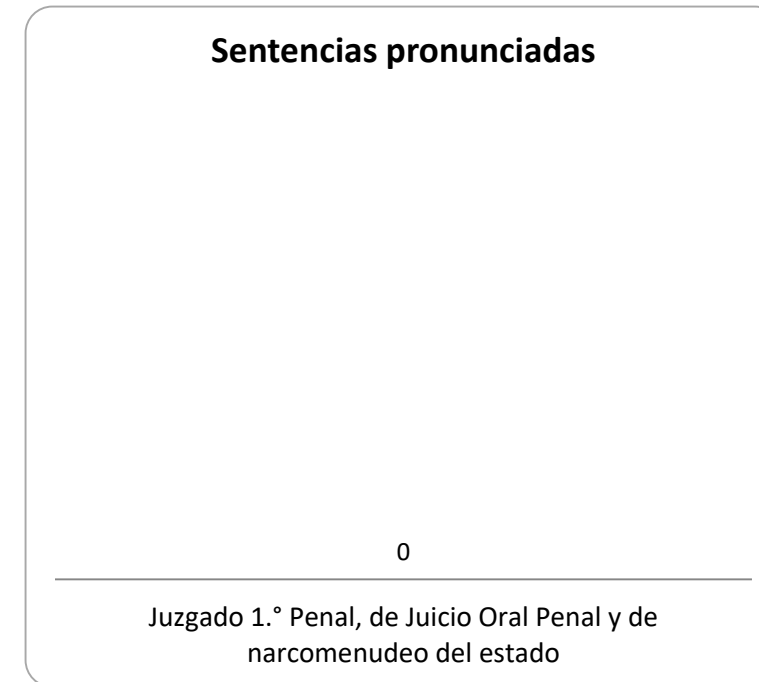 Sentencias pronunciadas
0
Juzgado 1.° Penal, de Juicio Oral Penal y de
narcomenudeo del estado